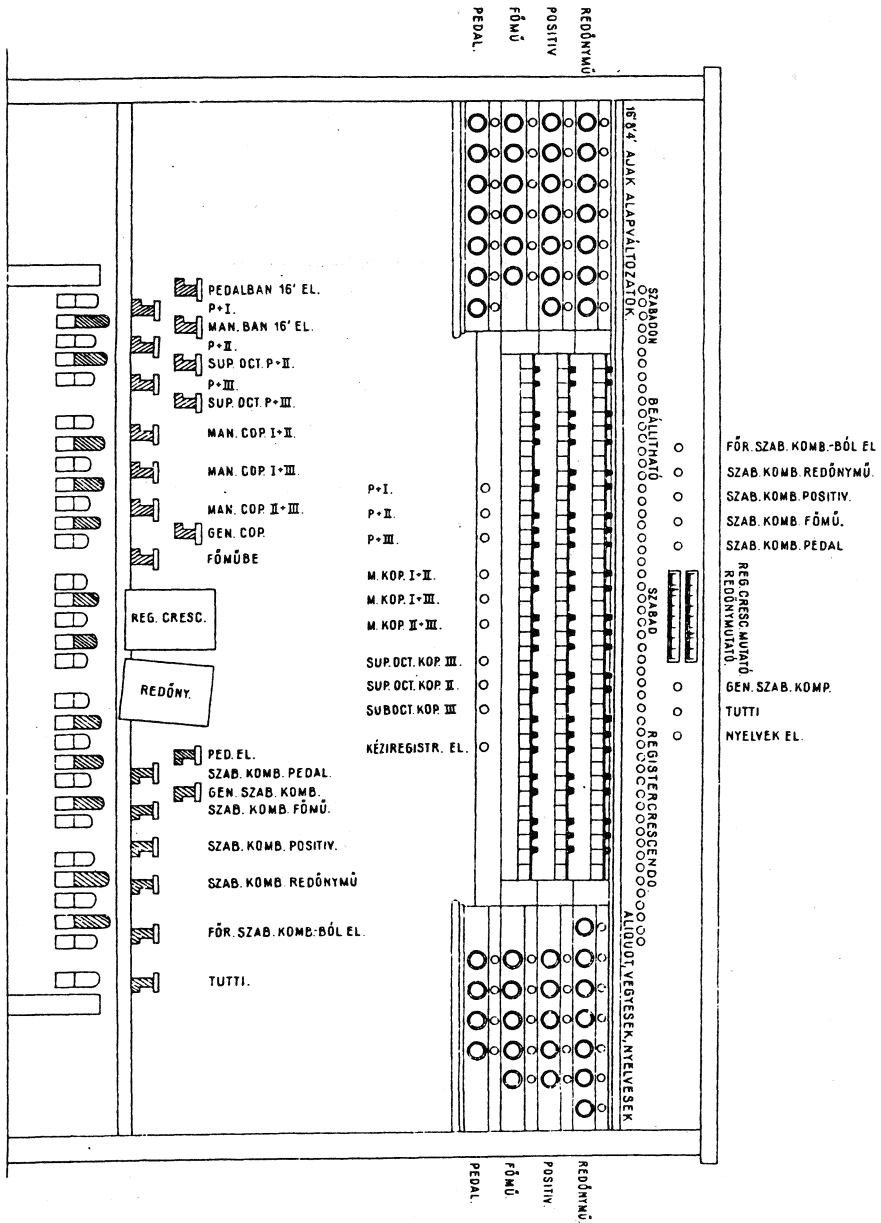 PEDAL.
FŐMŰ
POSITIV
REDŐNYMŰ
16'8'4' AJAK ALAPVÁLTOZATOK.
SZABADON BEÁLLITHATÓ SZABAD REGISTERCRESCENDO.
PEDALBAN 16' EL.
P+I.
MAN. BAN 16' EL.
P+II.
SUP. OCT. P+II.
P+III.
SUP. OCT. P+III.
MAN. COP. I+II.
MAN. COP. I+III.
MAN. COP. II+III.
GEN. COP.
FŐMŰBE
REG. CRESC.
REDŐNY.
PED. EL.
SZAB. KOMB. PEDAL.
GEN. SZAB. KOMB.
SZAB. KOMB. FŐMŰ.
SZAB. KOMB. POSITIV.
SZAB. KOMB. REDŐNYMŰ
FŐR. SZAB. KOMB.-BÓL EL.
TUTTI.
P+I.
P+II.
P+III.
M. KOP. I+II.
M. KOP. I+III.
M. KOP. II+III.
SUP. OCT. KOP. III.
SUP. OCT. KOP. II.
SUBOCT. KOP. III
KÉZIREGISTR. EL.
FŐR. SZAB. KOMB.-BÓL EL
SZAB. KOMB. REDŐNYMŰ.
SZAB. KOMB. POSITIV.
SZAB. KOMB. FŐMŰ.
SZAB. KOMB. PEDAL
REG. CRESC. MUTATÓ.
REDŐNYMUTATÓ.
GEN. SZAB. KOMP.
TUTTI
NYELVEK EL.
ALIQUOT, VEGYESEK, NYELVESEK
PEDAL.
FŐMŰ.
POSITIV.
REDŐNYMŰ.